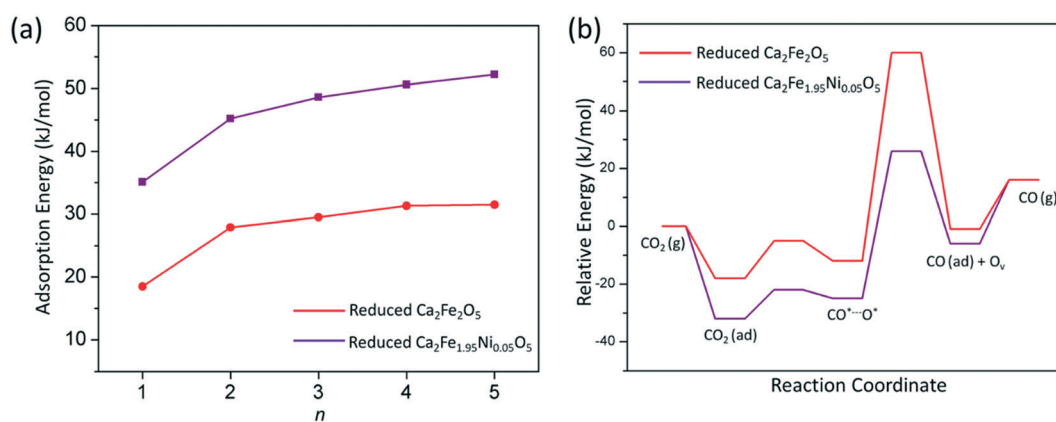 (a)
60
50
40
30
20
10
Adsorption Energy (kJ/mol)
Reduced Ca₂Fe₂O₅
Reduced Ca₂Fe₁.₉₅Ni₀.₀₅O₅
1 2 3 4 5
n
(b)
60
40
20
0
-20
-40
Relative Energy (kJ/mol)
Reduced Ca₂Fe₂O₅
Reduced Ca₂Fe₁.₉₅Ni₀.₀₅O₅
CO₂ (g)
CO₂ (ad)
CO*---O*
CO (ad) + Oᵥ
CO (g)
Reaction Coordinate